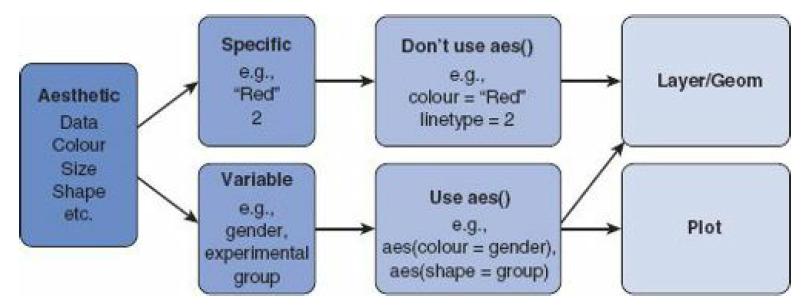 Aesthetic
Data
Colour
Size
Shape
etc.
Specific
e.g.,
“Red”
2
Don’t use aes()
e.g.,
colour = “Red”
linetype = 2
Layer/Geom
Variable
e.g.,
gender,
experimental
group
Use aes()
e.g.,
aes(colour = gender),
aes(shape = group)
Plot